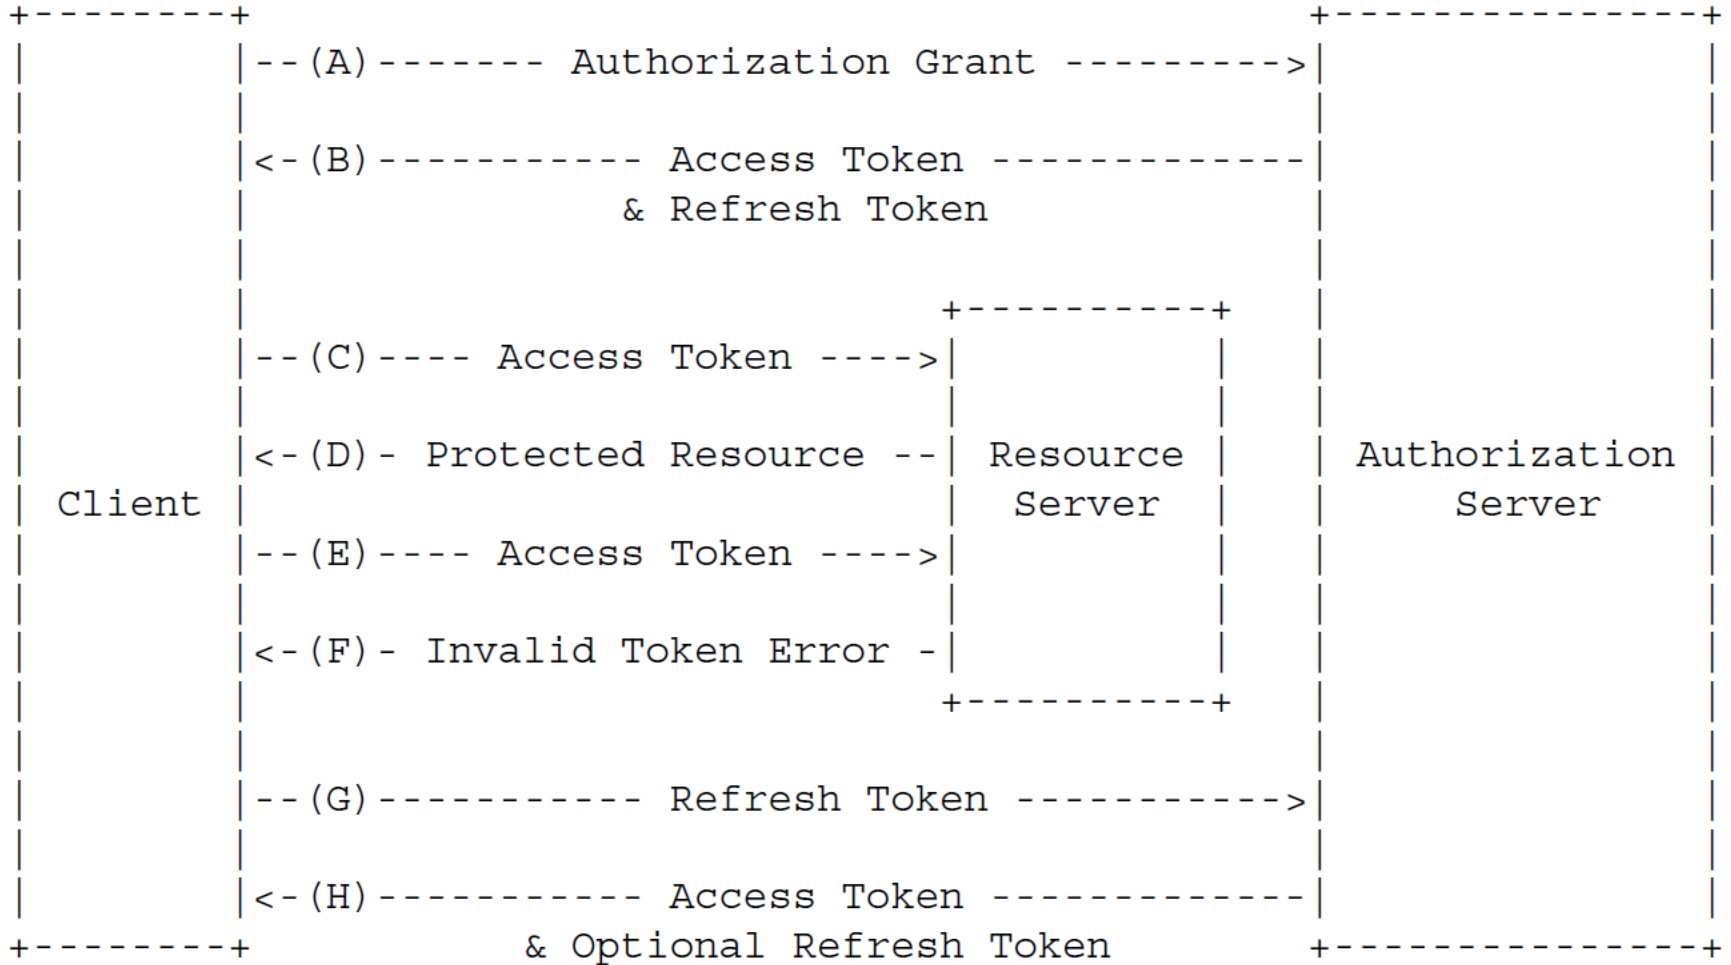 +--------+                                           +---------------+
|        |--(A)------- Authorization Grant --------->|               |
|        |                                           |               |
|        |<-(B)----------- Access Token -------------|               |
|        |               & Refresh Token             |               |
|        |                                           |               |
|        |                            +----------+   |               |
|        |--(C)---- Access Token ---->|          |   |               |
|        |                            |          |   |               |
|        |<-(D)- Protected Resource --| Resource |   | Authorization |
| Client |                            |  Server  |   |     Server    |
|        |--(E)---- Access Token ---->|          |   |               |
|        |                            |          |   |               |
|        |<-(F)- Invalid Token Error -|          |   |               |
|        |                            +----------+   |               |
|        |                                           |               |
|        |--(G)----------- Refresh Token ----------->|               |
|        |                                           |               |
|        |<-(H)----------- Access Token -------------|               |
+--------+           & Optional Refresh Token        +---------------+